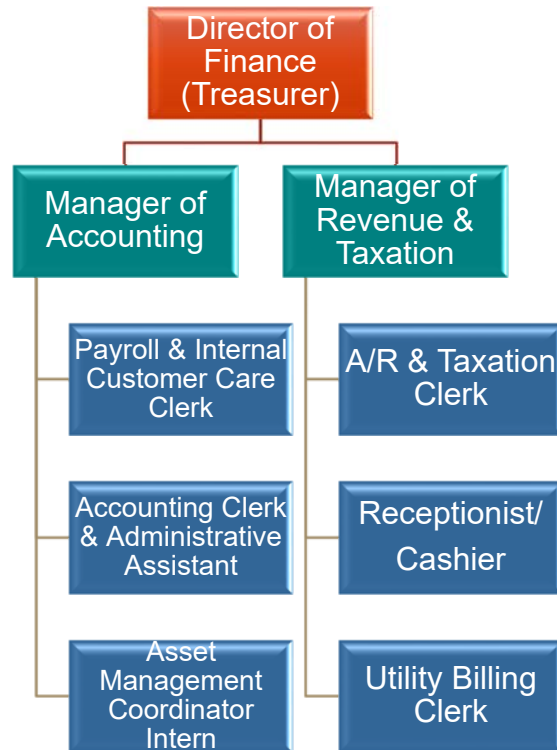 Director of
Finance
(Treasurer)
Manager of
Accounting
Manager of
Revenue &
Taxation
Payroll & Internal
Customer Care
Clerk
Accounting Clerk
& Administrative
Assistant
Asset
Management
Coordinator
Intern
A/R & Taxation
Clerk
Receptionist/
Cashier
Utility Billing
Clerk